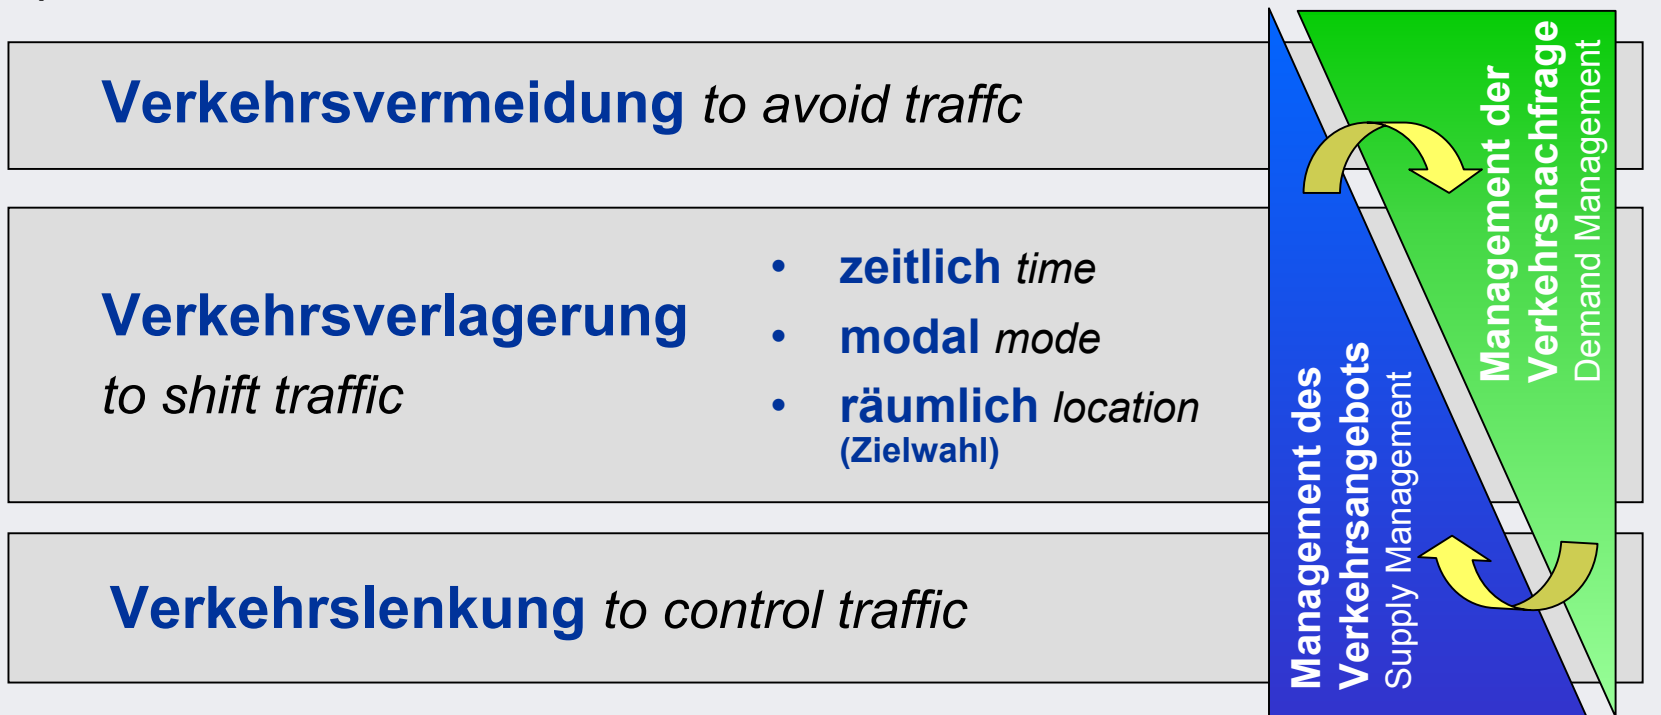 Verkehrsvermeidung to avoid traffc
Verkehrsverlagerung
to shift traffic
• zeitlich time
• modal mode
• räumlich location
(Zielwahl)
Verkehrslenkung to control traffic
Management des
Verkehrsangebots
Supply Management
Management der
Verkehrsnachfrage
Demand Management